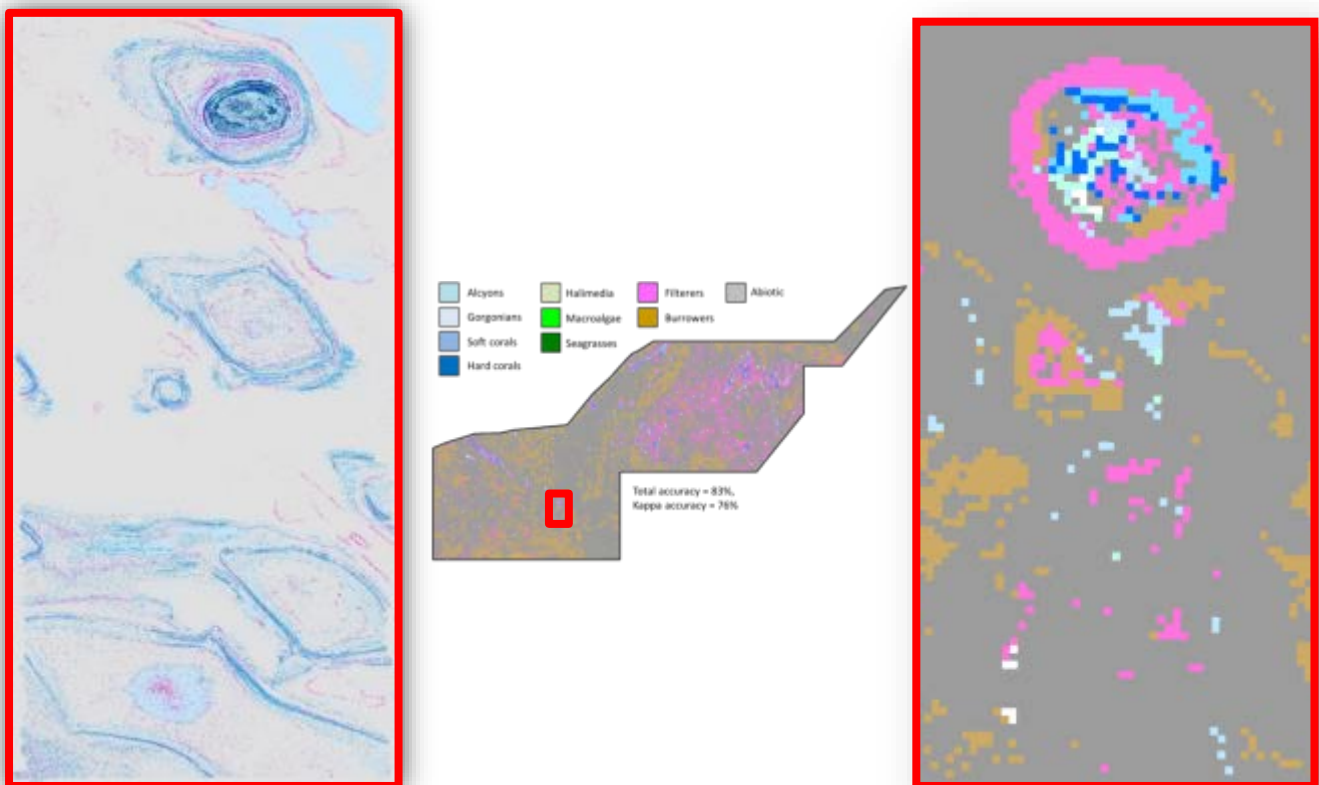 Alcyons
Halimedia
Filterers
Abiotic
Gorgonians
Macroalgae
Burrowers
Soft corals
Seagrasses
Hard corals
Total accuracy = 83%,
Kappa accuracy = 76%